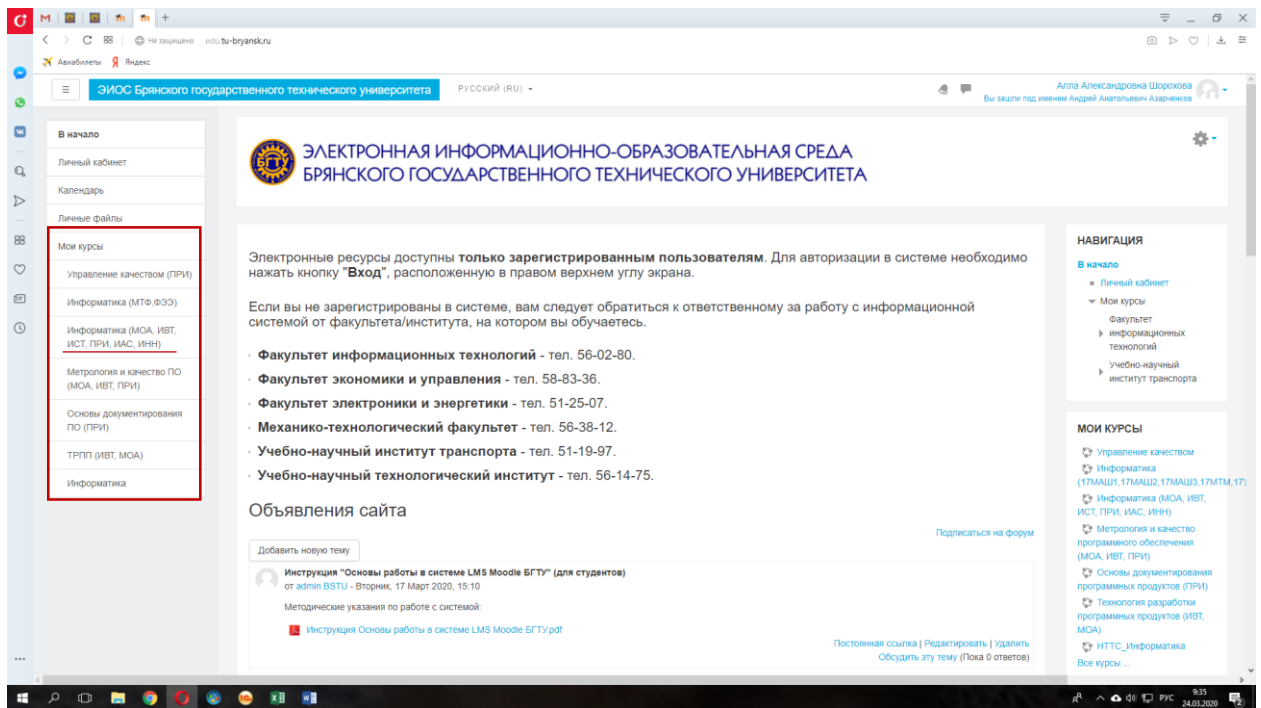 Не защищено edu.tu-bryansk.ru
Авиабилеты Яндекс
ЭИОС Брянского государственного технического университета
РУССКИЙ (RU)
Алла Александровна Шорохова
Вы зашли под именем Андрей Анатольевич Азарченков
В начало
Личный кабинет
Календарь
Личные файлы
Мои курсы
Управление качеством (ПРИ)
Информатика (МТФ,ФЭЭ)
Информатика (МОА, ИВТ,
ИСТ, ПРИ, ИАС, ИНН)
Метрология и качество ПО
(МОА, ИВТ, ПРИ)
Основы документирования
ПО (ПРИ)
ТРПП (ИВТ, МОА)
Информатика
БГТУ
ЭЛЕКТРОННАЯ ИНФОРМАЦИОННО-ОБРАЗОВАТЕЛЬНАЯ СРЕДА
БРЯНСКОГО ГОСУДАРСТВЕННОГО ТЕХНИЧЕСКОГО УНИВЕРСИТЕТА
Электронные ресурсы доступны только зарегистрированным пользователям. Для авторизации в системе необходимо
нажать кнопку "Вход", расположенную в правом верхнем углу экрана.
Если вы не зарегистрированы в системе, вам следует обратиться к ответственному за работу с информационной
системой от факультета/института, на котором вы обучаетесь.
Факультет информационных технологий - тел. 56-02-80.
Факультет экономики и управления - тел. 58-83-36.
Факультет электроники и энергетики - тел. 51-25-07.
Механико-технологический факультет - тел. 56-38-12.
Учебно-научный институт транспорта - тел. 51-19-97.
Учебно-научный технологический институт - тел. 56-14-75.
Объявления сайта
Подписаться на форум
Добавить новую тему
Инструкция "Основы работы в системе LMS Moodle БГТУ" (для студентов)
от admin BSTU - Вторник, 17 Март 2020, 15:10
Методические указания по работе с системой:
Инструкция Основы работы в системе LMS Moodle БГТУ.pdf
Постоянная ссылка | Редактировать | Удалить
Обсудить эту тему (Пока 0 ответов)
НАВИГАЦИЯ
В начало
Личный кабинет
Мои курсы
Факультет
информационных
технологий
Учебно-научный
институт транспорта
МОИ КУРСЫ
Управление качеством
Информатика
(17МАШ1,17МАШ2,17МАШ3,17МТМ,17
Информатика (МОА, ИВТ,
ИСТ, ПРИ, ИАС, ИНН)
Метрология и качество
программного обеспечения
(МОА, ИВТ, ПРИ)
Основы документирования
программных продуктов (ПРИ)
Технология разработки
программных продуктов (ИВТ,
МОА)
НТТС_Информатика
Все курсы ...
РУС
9:35
24.03.2020